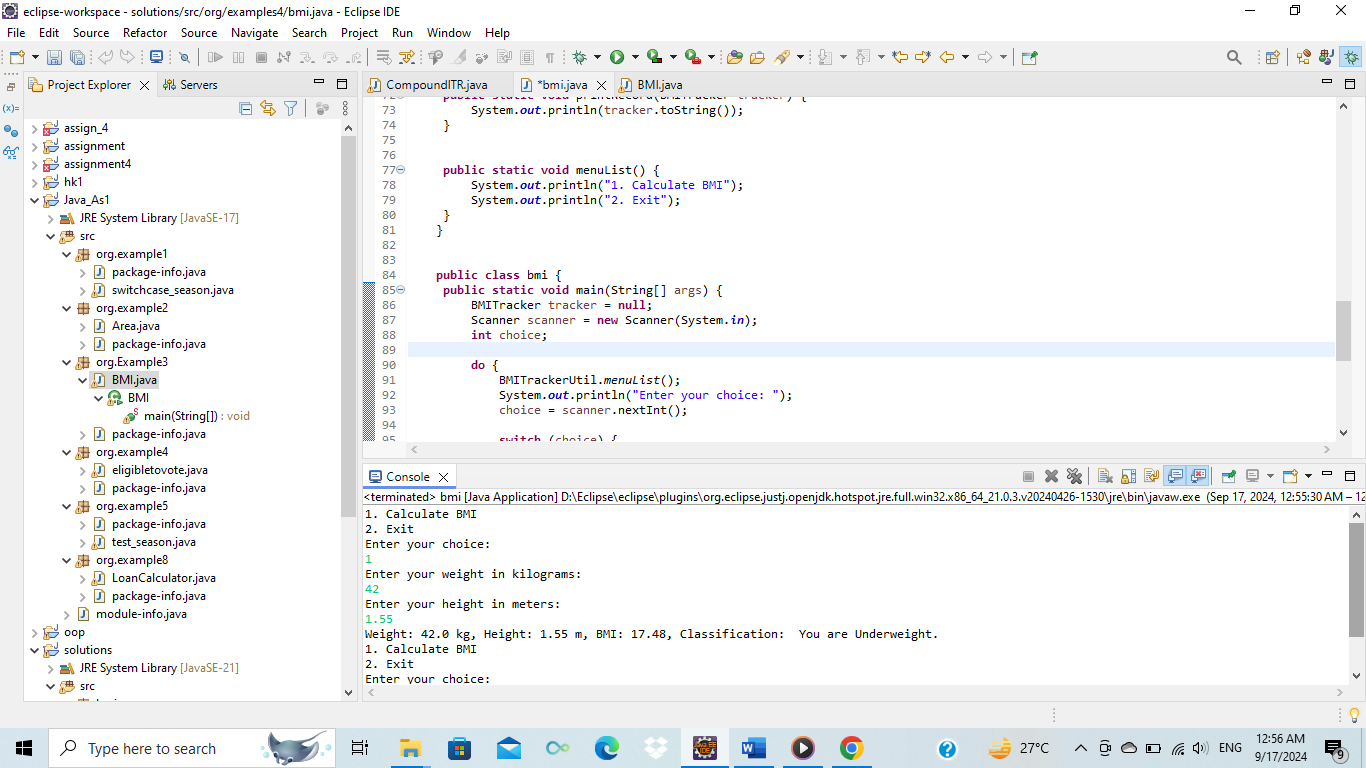 eclipse-workspace - solutions/src/org/examples4/bmi.java - Eclipse IDE
File Edit Source Refactor Source Navigate Search Project Run Window Help
Project Explorer
Servers
assign_4
assignment
assignment4
hk1
Java_As1
JRE System Library [JavaSE-17]
src
org.example1
package-info.java
switchcase_season.java
org.example2
Area.java
package-info.java
org.Example3
BMI.java
BMI
main(String[]) : void
package-info.java
org.example4
eligibletovote.java
package-info.java
org.example5
package-info.java
test_season.java
org.example8
LoanCalculator.java
package-info.java
module-info.java
oop
solutions
JRE System Library [JavaSE-21]
src
CompoundITR.java
*bmi.java
BMI.java
72 public static void printRecord(BMITracker tracker) {
73 System.out.println(tracker.toString());
74 }
75
76
77 public static void menuList() {
78 System.out.println("1. Calculate BMI");
79 System.out.println("2. Exit");
80 }
81 }
82
83
84 public class bmi {
85 public static void main(String[] args) {
86 BMITracker tracker = null;
87 Scanner scanner = new Scanner(System.in);
88 int choice;
89
90 do {
91 BMITrackerUtil.menuList();
92 System.out.println("Enter your choice: ");
93 choice = scanner.nextInt();
94
95 switch (choice) {
Console
<terminated> bmi [Java Application] D:\Eclipse\eclipse\plugins\org.eclipse.justj.openjdk.hotspot.jre.full.win32.x86_64_21.0.3.v20240426-1530\jre\bin\javaw.exe (Sep 17, 2024, 12:55:30 AM – 12
1. Calculate BMI
2. Exit
Enter your choice:
1
Enter your weight in kilograms:
42
Enter your height in meters:
1.55
Weight: 42.0 kg, Height: 1.55 m, BMI: 17.48, Classification:  You are Underweight.
1. Calculate BMI
2. Exit
Enter your choice:
Type here to search
27°C
ENG
12:56 AM
9/17/2024
9